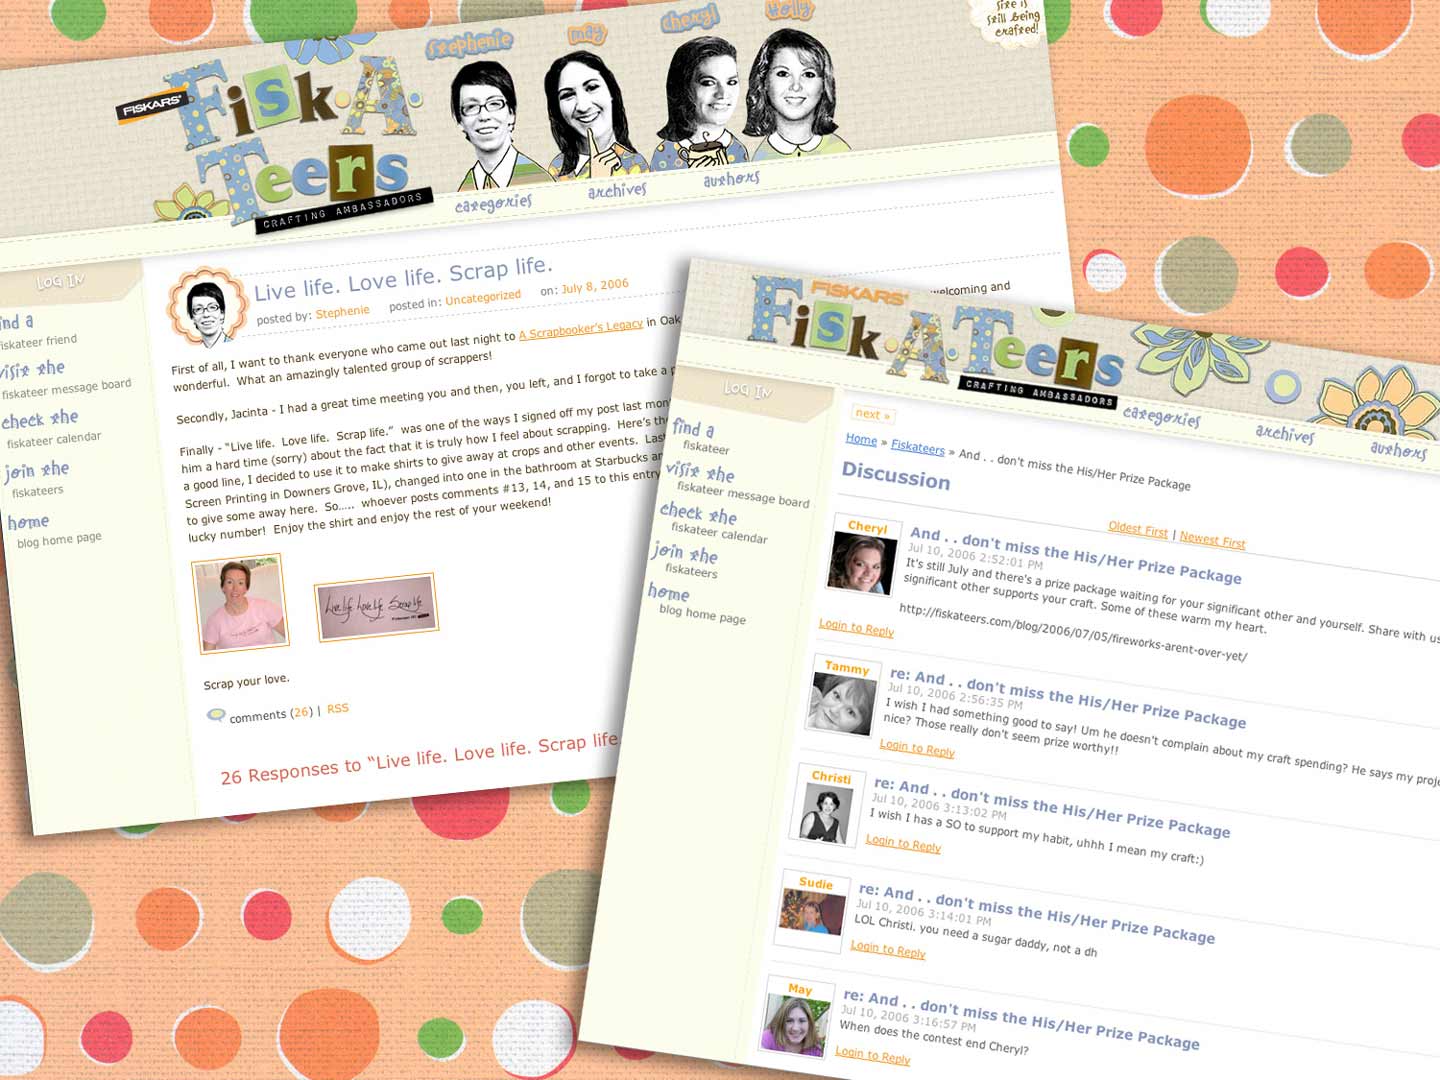 stephenie
may
cheryl
Holly
site is
still being
crafted!
FISKARS®
Fisk·A·
Teers
CRAFTING AMBASSADORS
categories
archives
authors
LOG IN
find a
fiskateer friend
visit the
fiskateer message board
check the
fiskateer calendar
join the
fiskateers
home
blog home page
Live life. Love life. Scrap life.
posted by: Stephenie posted in: Uncategorized on: July 8, 2006
First of all, I want to thank everyone who came out last night to A Scrapbooker's Legacy in Oak
welcoming and
wonderful. What an amazingly talented group of scrappers!
Secondly, Jacinta - I had a great time meeting you and then, you left, and I forgot to take a
Finally - “Live life. Love life. Scrap life.” was one of the ways I signed off my post last
him a hard time (sorry) about the fact that it is truly how I feel about scrapping. Here's
a good line, I decided to use it to make shirts to give away at crops and other events.
Screen Printing in Downers Grove, IL), changed into one in the bathroom at Starbucks
to give some away here. So..... whoever posts comments #13, 14, and 15 to this entry
lucky number! Enjoy the shirt and enjoy the rest of your weekend!
Live life Love life Scrap life
Scrap your love.
comments (26) | RSS
26 Responses to “Live life. Love life. Scrap life.
FISKARS®
Fisk·A·Teers
CRAFTING AMBASSADORS
categories
archives
authors
LOG IN
find a
fiskateer
visit the
fiskateer message board
check the
fiskateer calendar
join the
fiskateers
home
blog home page
next »
Home » Fiskateers » And . . don't miss the His/Her Prize Package
Discussion
Oldest First | Newest First
Cheryl
And . . don't miss the His/Her Prize Package
Jul 10, 2006 2:52:01 PM
It's still July and there's a prize package waiting for your significant other and yourself. Share with us
significant other supports your craft. Some of these warm my heart.
http://fiskateers.com/blog/2006/07/05/fireworks-arent-over-yet/
Login to Reply
Tammy
re: And . . don't miss the His/Her Prize Package
Jul 10, 2006 2:56:35 PM
I wish I had something good to say! Um he doesn't complain about my craft spending? He says my
nice? Those really don't seem prize worthy!!
Login to Reply
Christi
re: And . . don't miss the His/Her Prize Package
Jul 10, 2006 3:13:02 PM
I wish I has a SO to support my habit, uhhh I mean my craft:)
Login to Reply
Sudie
re: And . . don't miss the His/Her Prize Package
Jul 10, 2006 3:14:01 PM
LOL Christi. you need a sugar daddy, not a dh
Login to Reply
May
re: And . . don't miss the His/Her Prize Package
Jul 10, 2006 3:16:57 PM
When does the contest end Cheryl?
Login to Reply